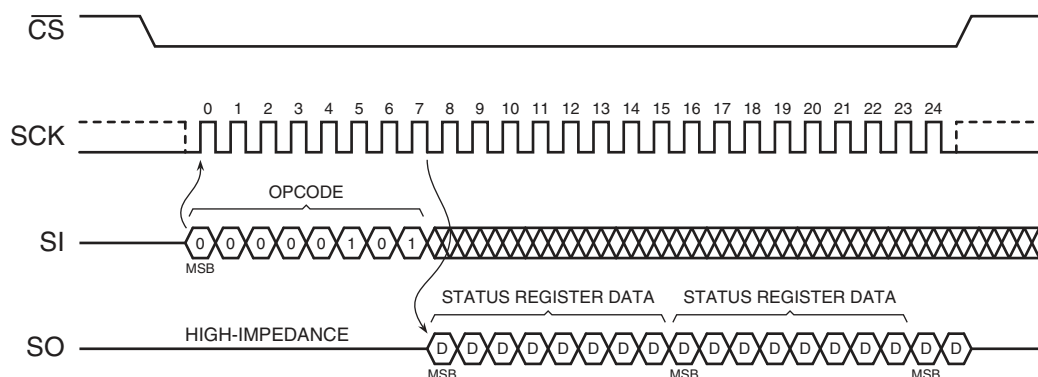 CS
0 1 2 3 4 5 6 7 8 9 10 11 12 13 14 15 16 17 18 19 20 21 22 23 24
SCK
OPCODE
SI
0 0 0 0 0 1 0 1
MSB
STATUS REGISTER DATA STATUS REGISTER DATA
HIGH-IMPEDANCE
SO
D D D D D D D D D D D D D D D D D D
MSB MSB MSB